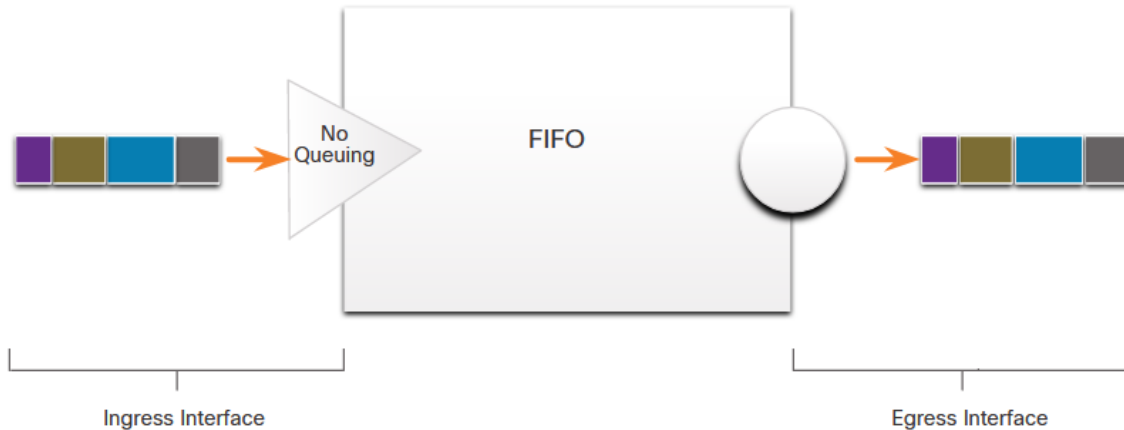 No
Queuing
FIFO
Ingress Interface
Egress Interface